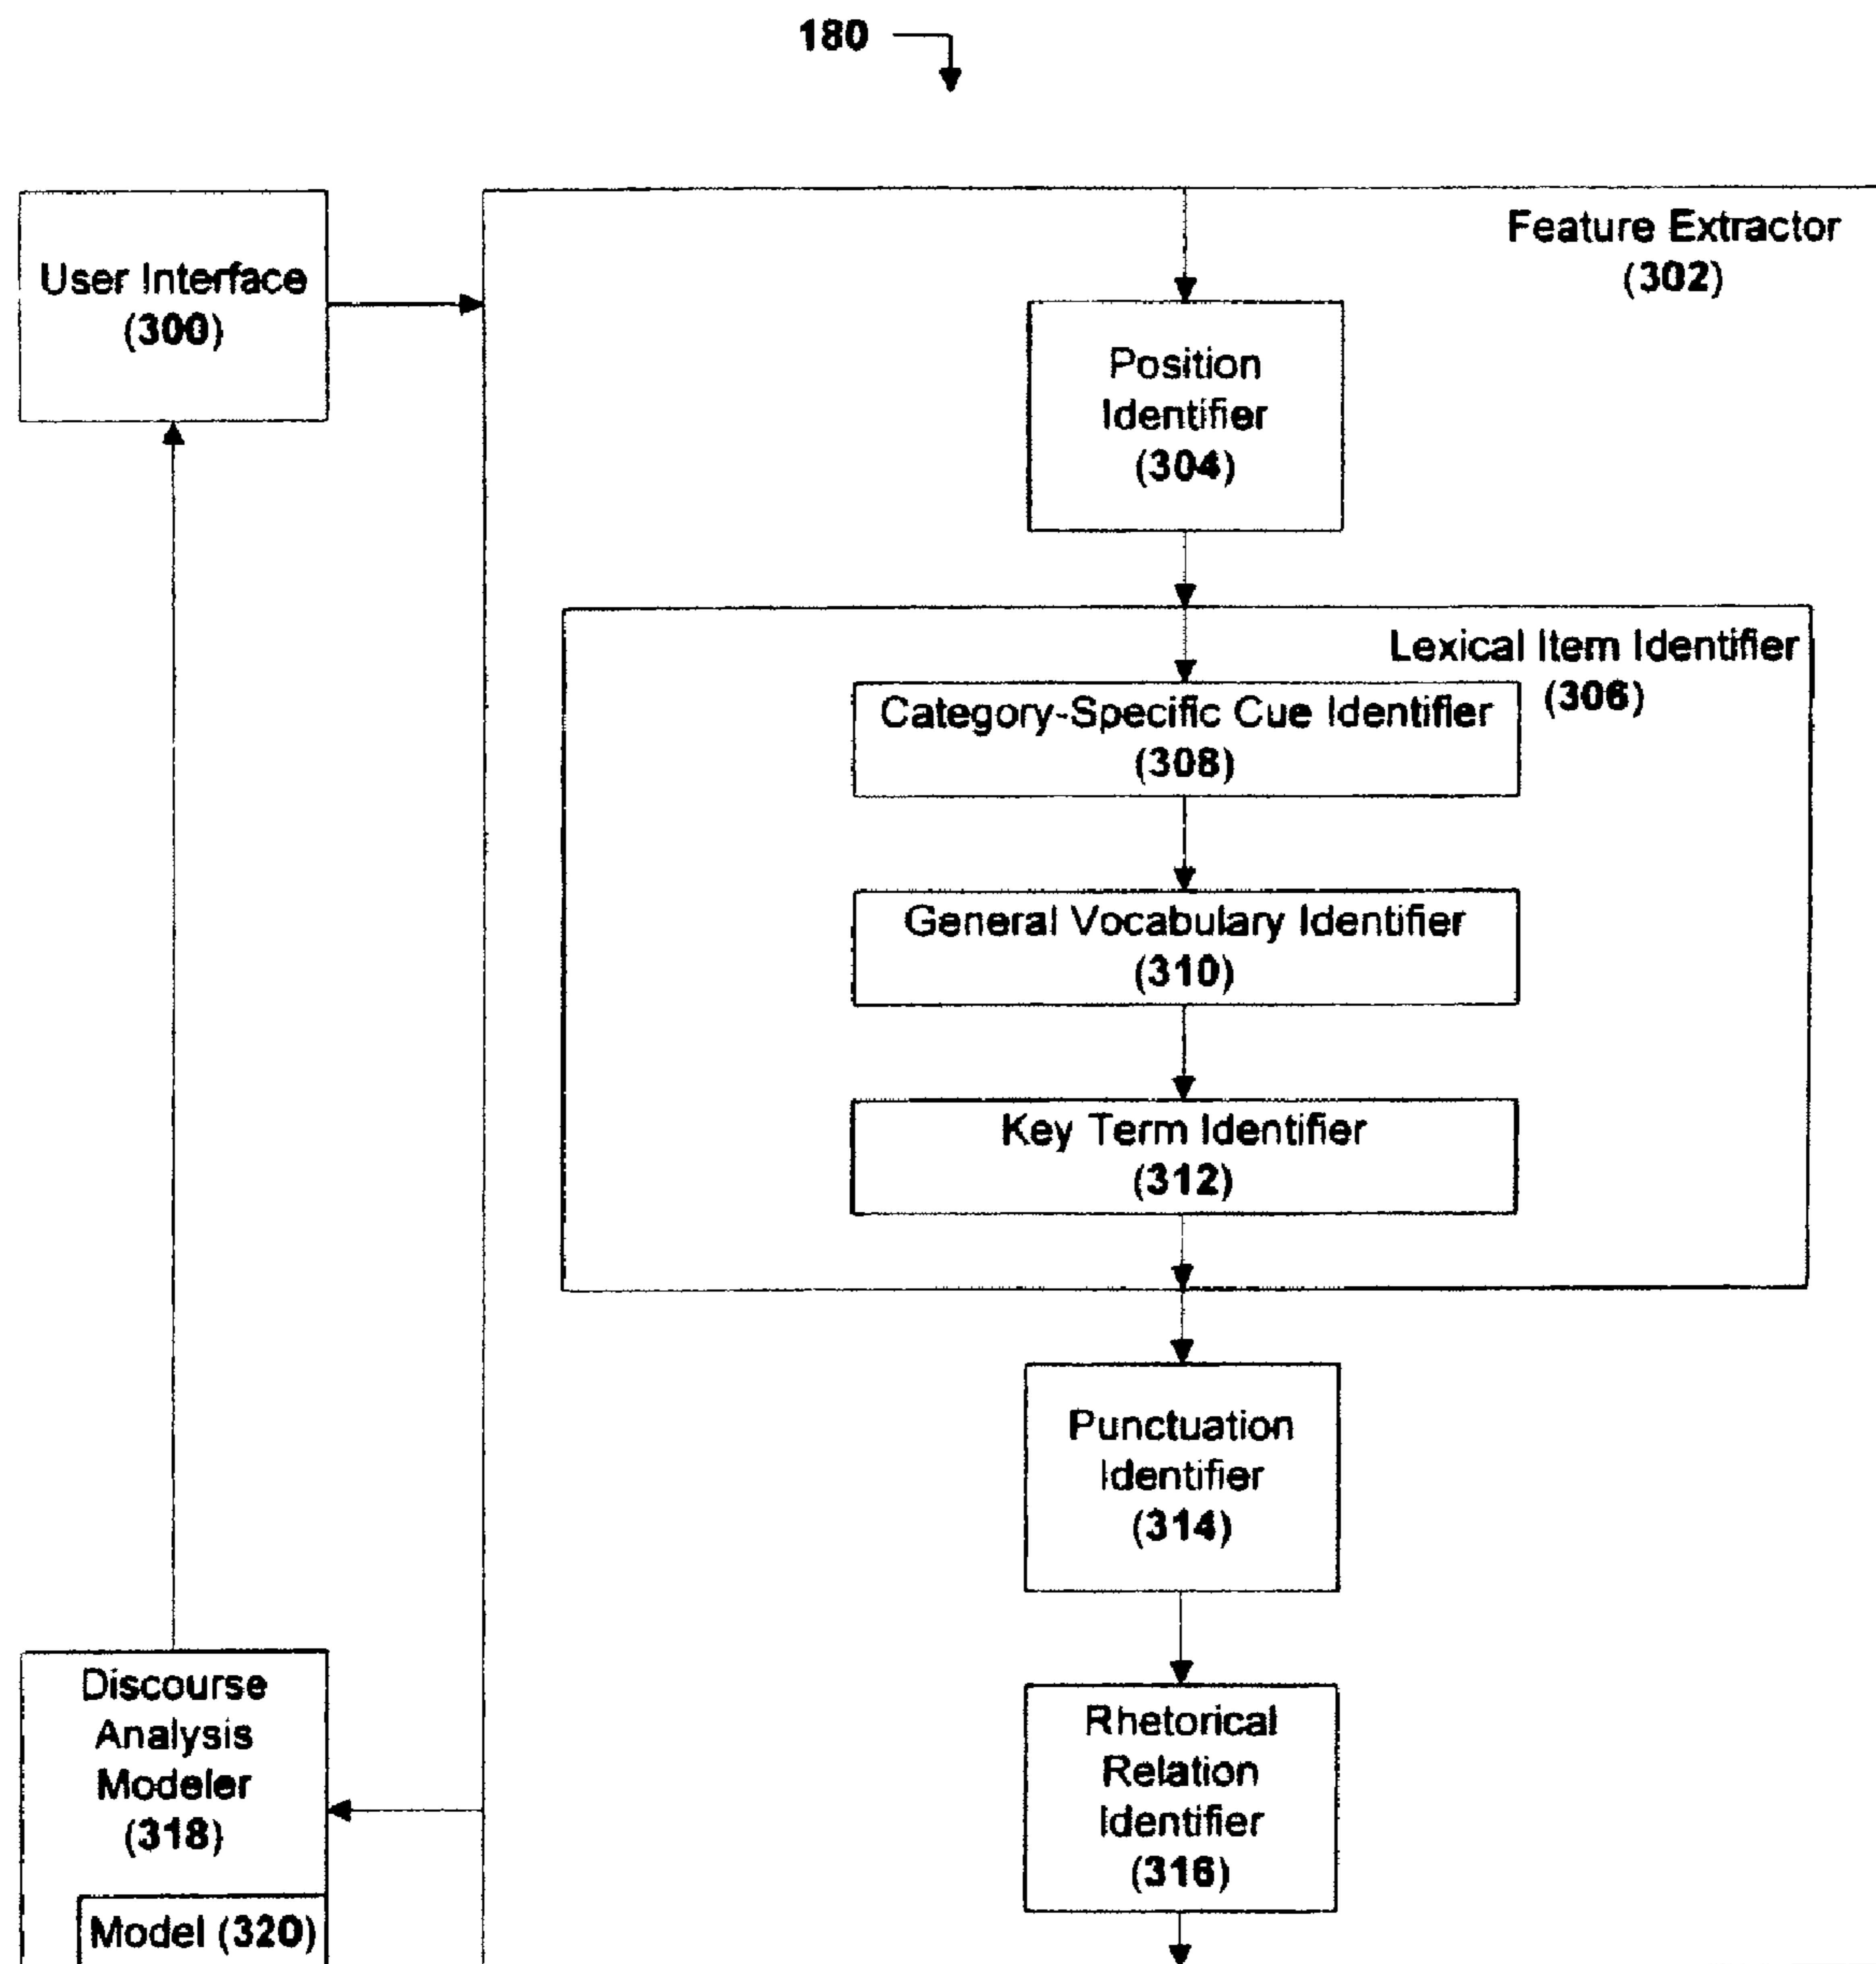 180
User Interface
(300)
Feature Extractor
(302)
Position
Identifier
(304)
Lexical Item Identifier
(306)
Category-Specific Cue Identifier
(308)
General Vocabulary Identifier
(310)
Key Term Identifier
(312)
Punctuation
Identifier
(314)
Rhetorical
Relation
Identifier
(316)
Discourse
Analysis
Modeler
(318)
Model (320)